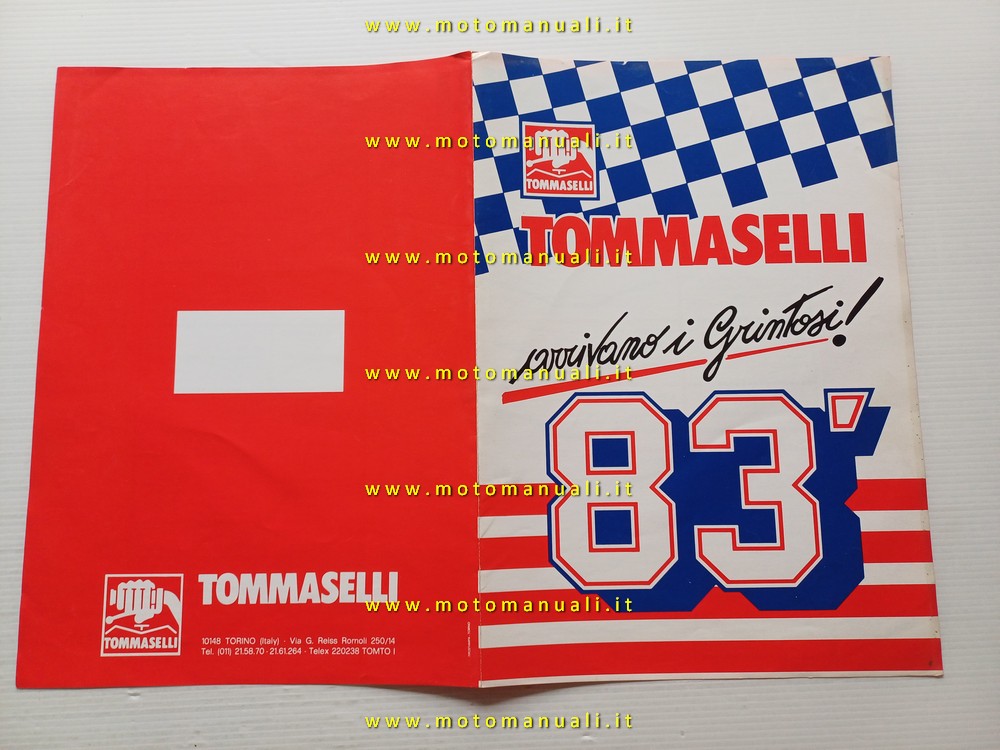 www.motomanuali.it
www.motomanuali.it
TOMMASELLI
TOMMASELLI
www.motomanuali.it
arrivano i Grintosi!
www.motomanuali.it
83'
www.motomanuali.it
TOMMASELLI
TOMMASELLI
10148 TORINO (Italy) - Via G. Reiss Romoli 250/14
Tel. (011) 21.58.70 - 21.61.264 - Telex 220238 TOMTO I
www.motomanuali.it
www.motomanuali.it